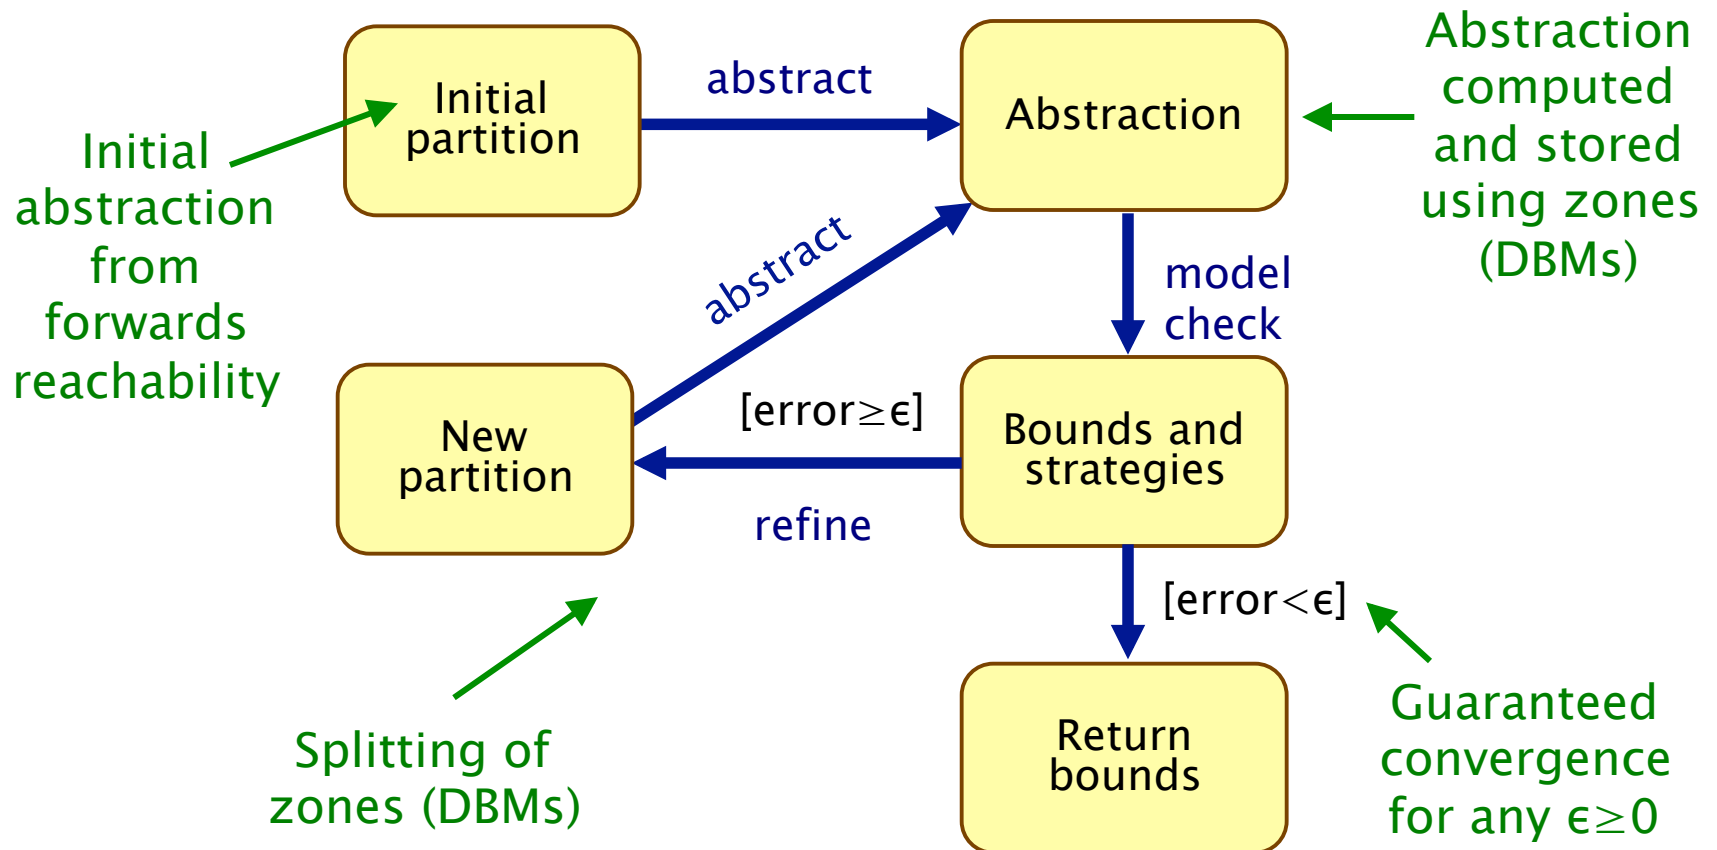 Initial
partition
abstract
Abstraction
Abstraction
computed
and stored
using zones
(DBMs)
Initial
abstraction
from
forwards
reachability
abstract
model
check
New
partition
[error≥ϵ]
refine
Bounds and
strategies
[error<ϵ]
Splitting of
zones (DBMs)
Return
bounds
Guaranteed
convergence
for any ϵ≥0